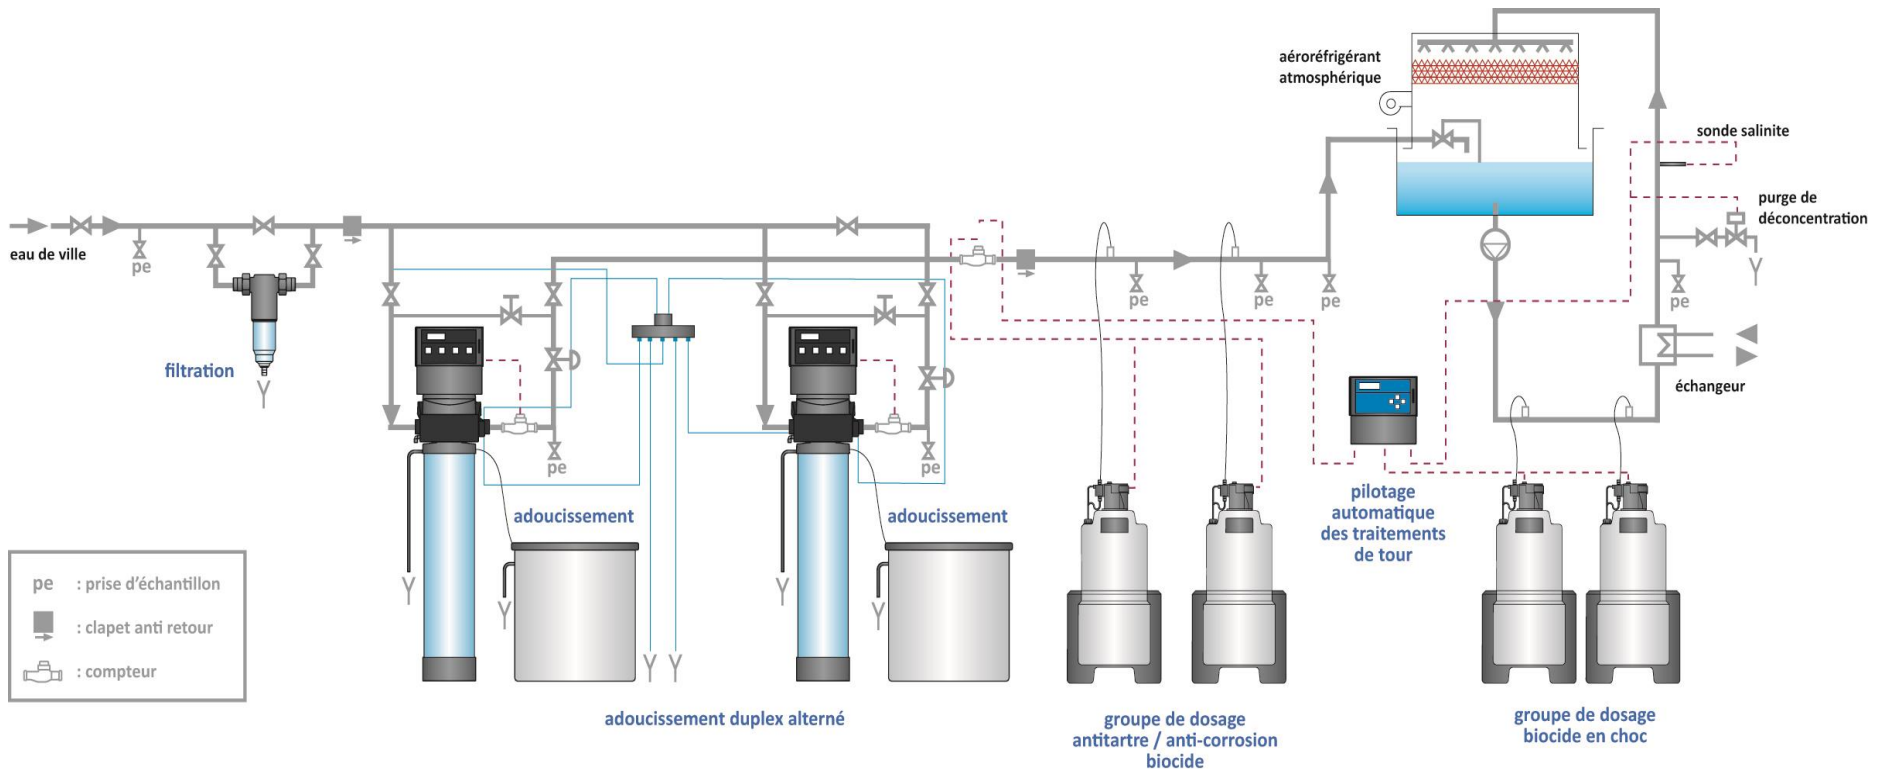 aéroréfrigérant
atmosphérique
sonde salinite
purge de
déconcentration
eau de ville
pe
pe
pe
pe
pe
filtration
échangeur
pe
pe
pilotage
automatique
des traitements
de tour
adoucissement
adoucissement
pe : prise d'échantillon
: clapet anti retour
: compteur
adoucissement duplex alterné
groupe de dosage
antitartre / anti-corrosion
biocide
groupe de dosage
biocide en choc